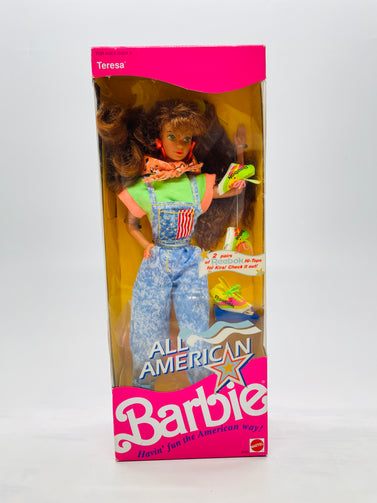 Teresa
2 pairs
of Reebok Hi-Tops
for Kira! Check it out!
ALL
AMERICAN
Barbie
Havin' fun the American way!
MATTEL